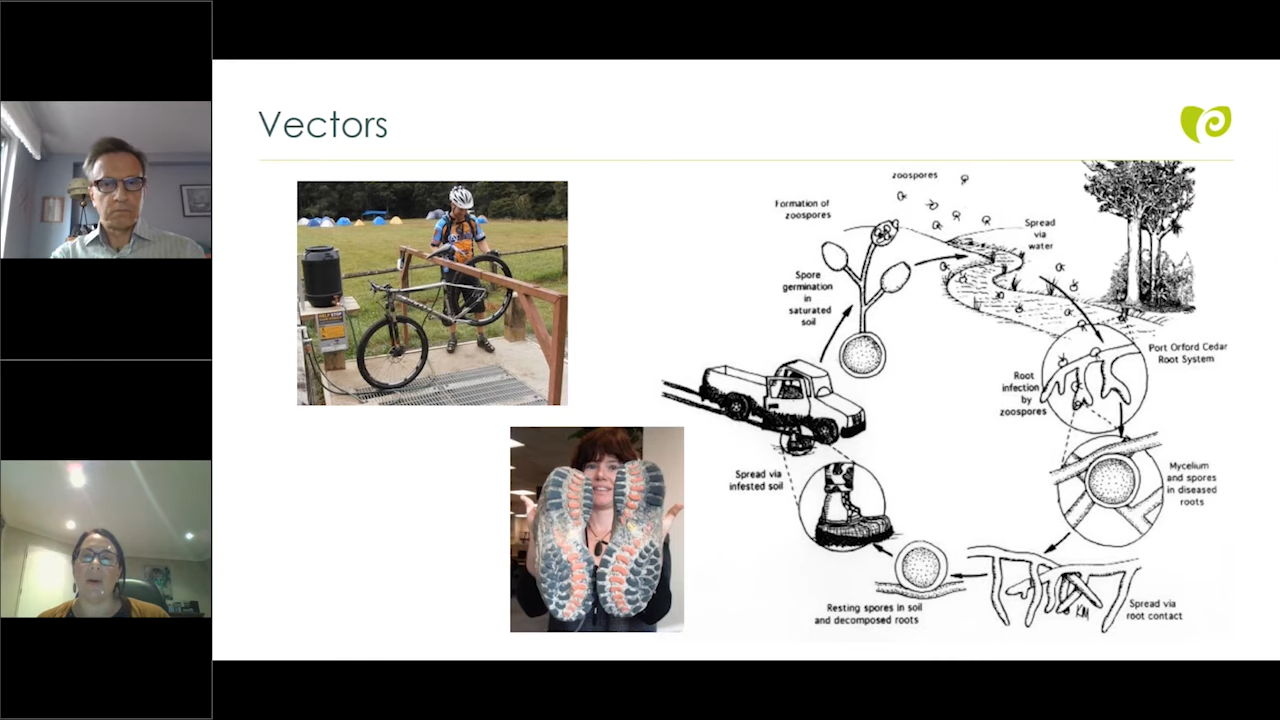 Vectors
zoospores
Formation of
zoospores
Spread
via
water
Spore
germination
in
saturated
soil
Port Orford Cedar
Root System
Root
infection
by
zoospores
Mycelium
and spores
in diseased
roots
Spread via
infested soil
Resting spores in soil
and decomposed roots
Spread via
root contact
KM